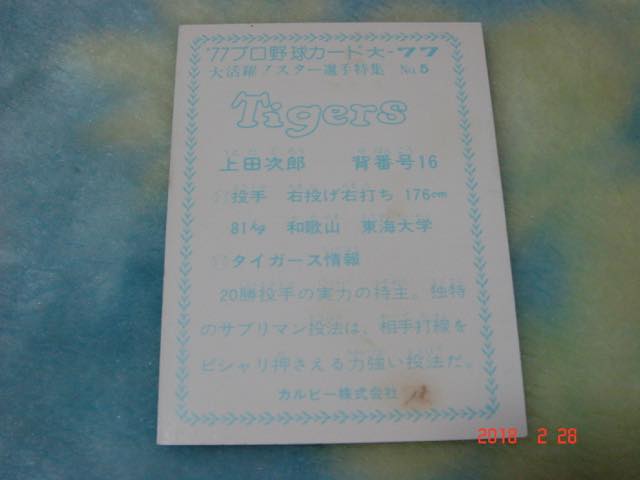 '77プロ野球カード大-77
大活躍!スター選手特集 No.5
Tigers
上田次郎 背番号16
投手 右投げ右打ち 176cm
81kg 和歌山 東海大学
タイガース情報
20勝投手の実力の持主。独特
のサブリマン投法は、相手打線を
ピシャリ押さえる力強い投法だ。
カルビー株式会社
2018 2 28